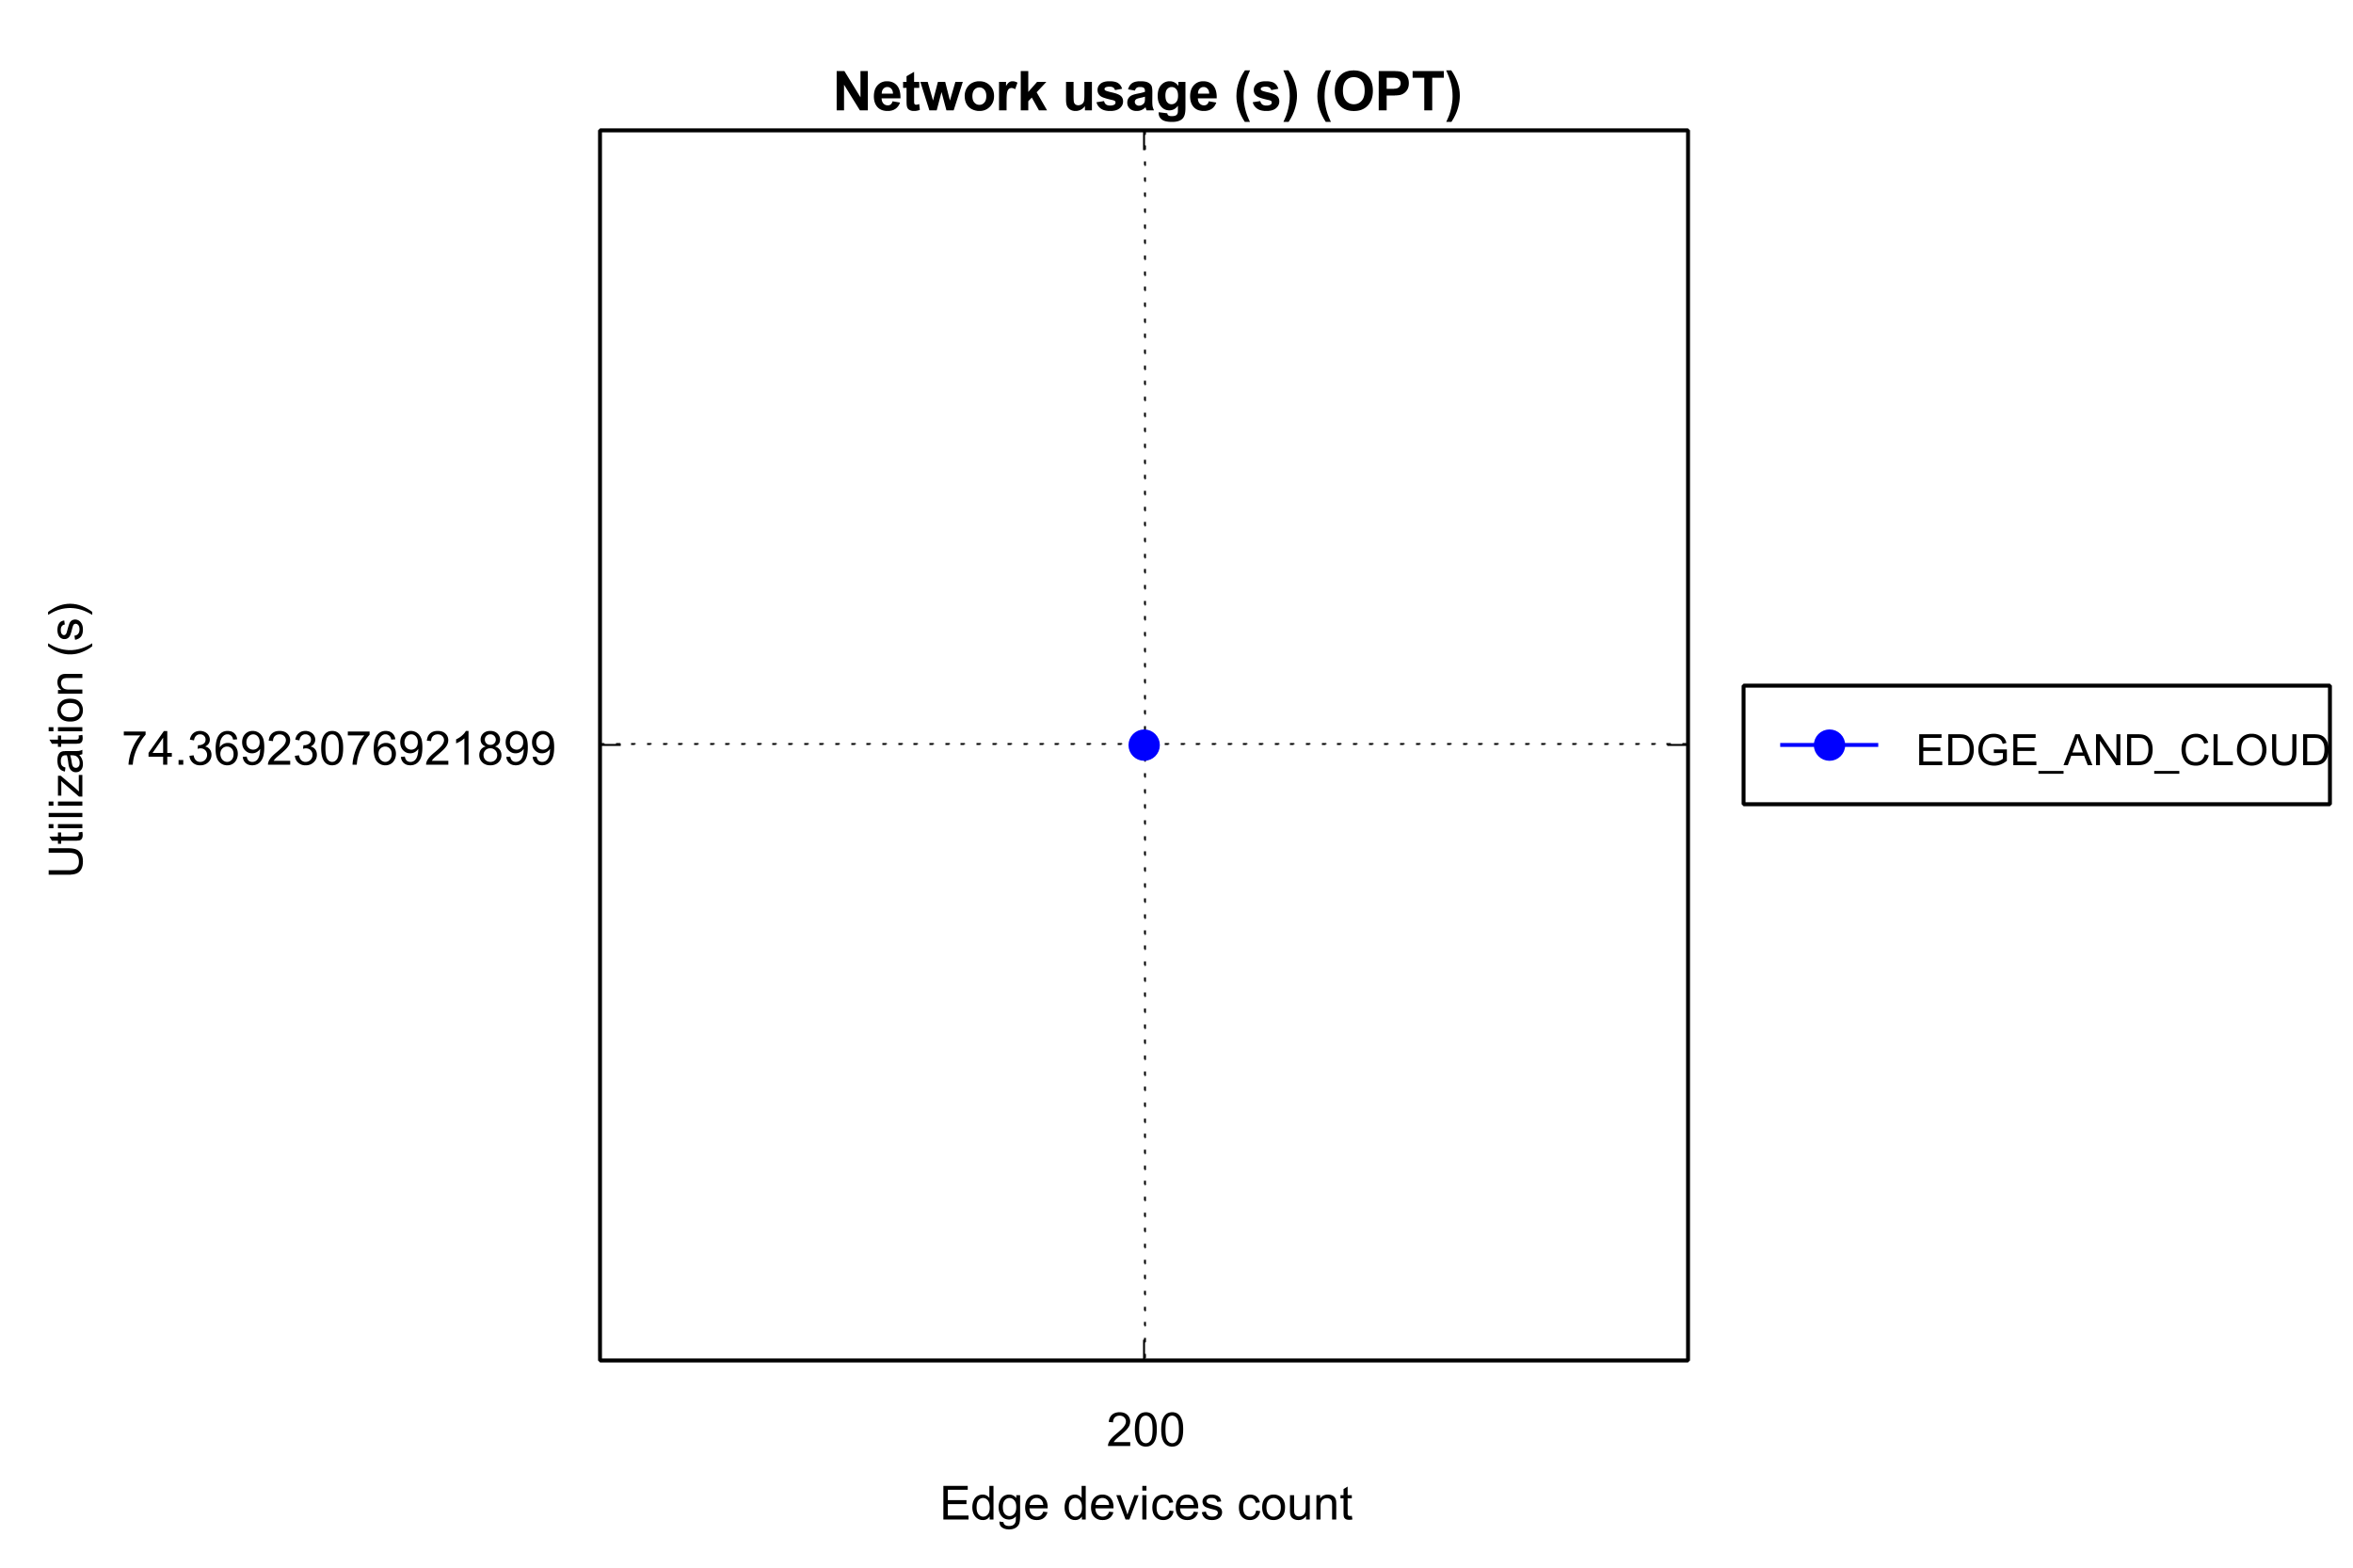 Network usage (s) (OPT)
Utilization (s)
74.36923076921899
EDGE_AND_CLOUD
200
Edge devices count